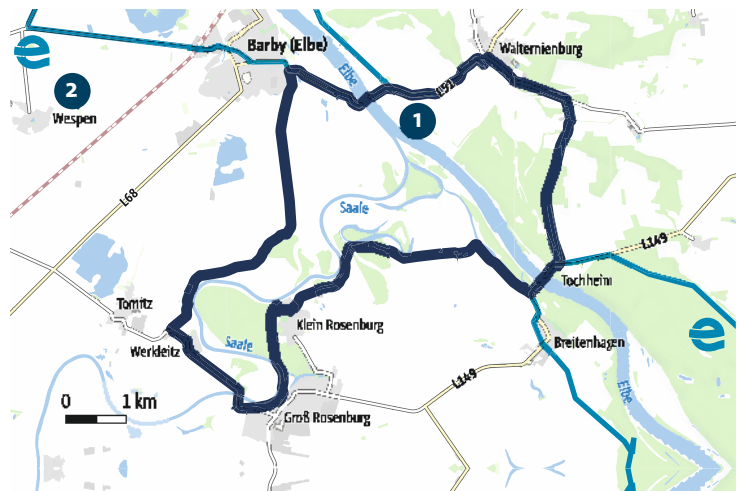 Barby (Elbe)
Walternienburg
Elbe
e
L51
2
1
Wespen
L68
Saale
L149
Tochheim
Tornitz
Klein Rosenburg
e
Werkleitz
Saale
Breitenhagen
L149
Elbe
0 1 km
Groß Rosenburg